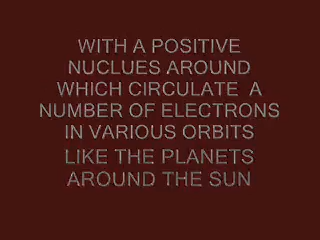 WITH A POSITIVE
NUCLUES AROUND
WHICH CIRCULATE A
NUMBER OF ELECTRONS
IN VARIOUS ORBITS
LIKE THE PLANETS
AROUND THE SUN